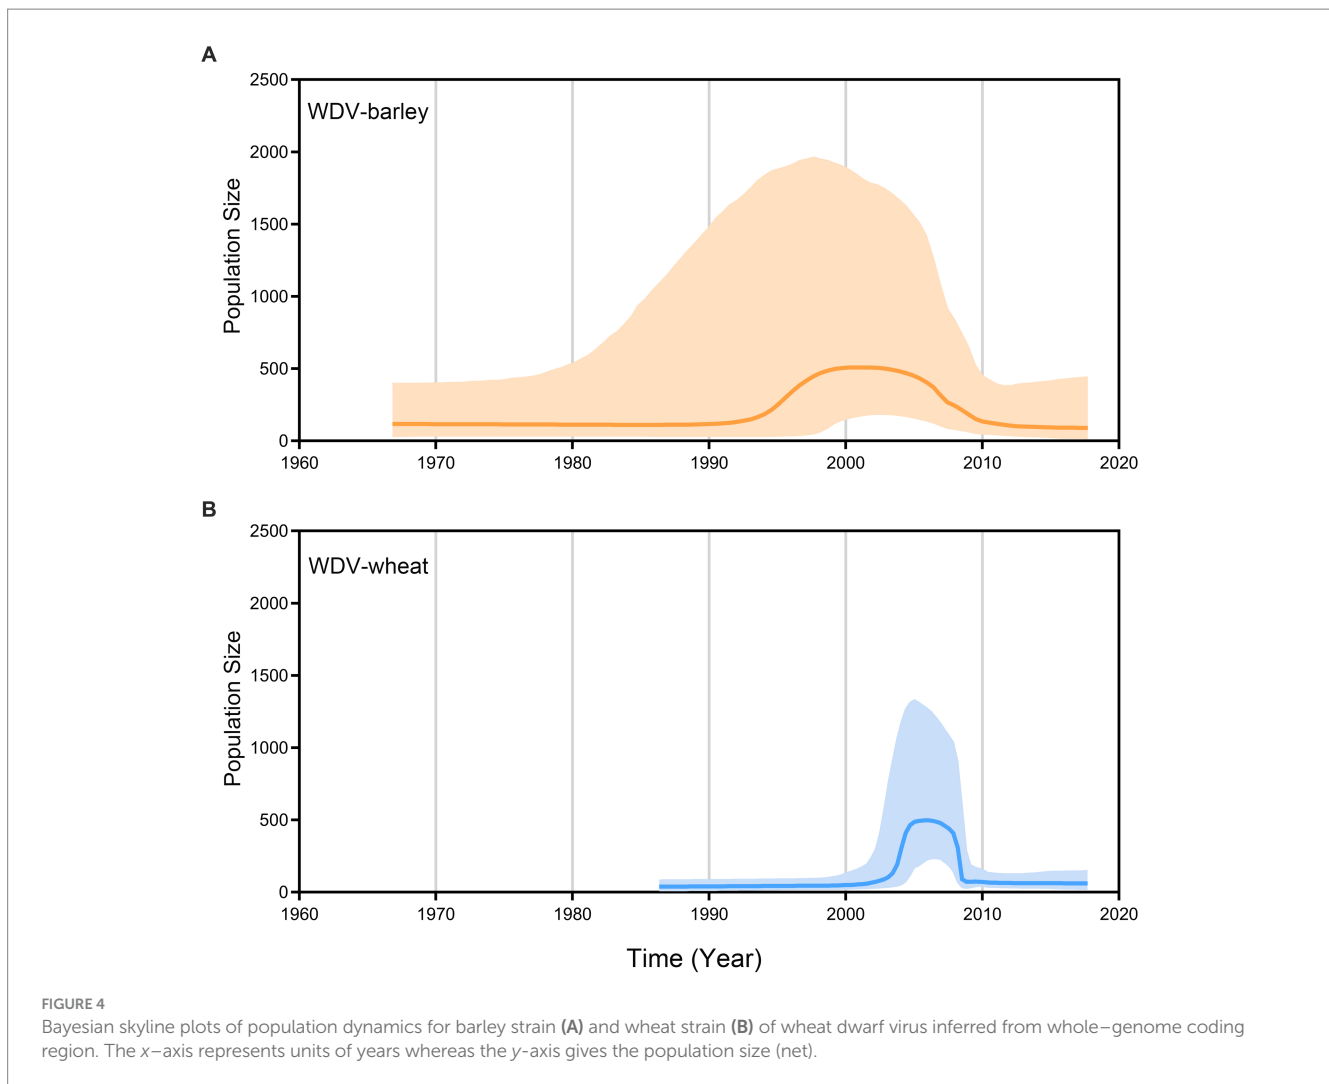 A
2500
2000
1500
1000
500
0
Population Size
WDV-barley
1960 1970 1980 1990 2000 2010 2020
B
2500
2000
1500
1000
500
0
Population Size
WDV-wheat
1960 1970 1980 1990 2000 2010 2020
Time (Year)
FIGURE 4
Bayesian skyline plots of population dynamics for barley strain (A) and wheat strain (B) of wheat dwarf virus inferred from whole–genome coding
region. The x–axis represents units of years whereas the y-axis gives the population size (net).